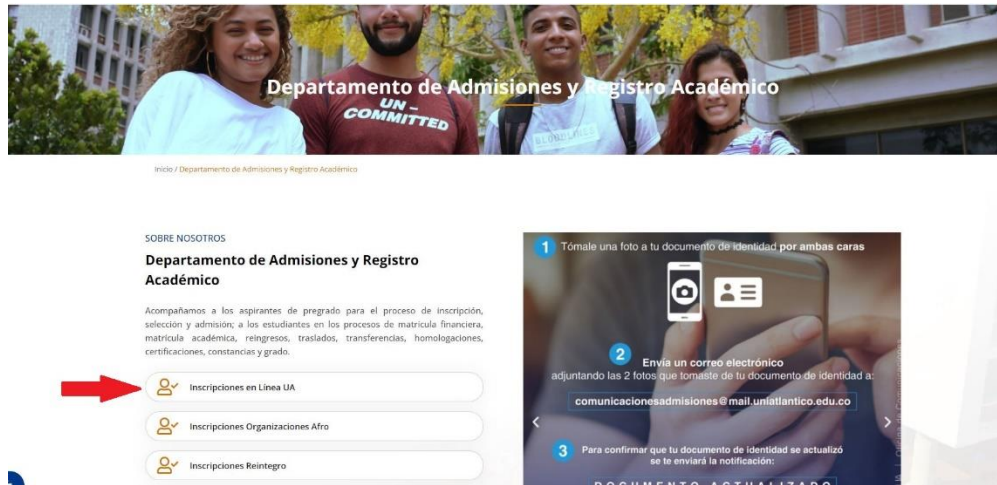 Departamento de Admisiones y Registro Académico
UN -
COMMITTED
Inicio / Departamento de Admisiones y Registro Académico
SOBRE NOSOTROS
Departamento de Admisiones y Registro
Académico
Acompañamos a los aspirantes de pregrado para el proceso de inscripción,
selección y admisión; a los estudiantes en los procesos de matrícula financiera,
matrícula académica, reingresos, traslados, transferencias, homologaciones,
certificaciones, constancias y grado.
Inscripciones en Línea UA
Inscripciones Organizaciones Afro
Inscripciones Reintegro
1 Tómale una foto a tu documento de identidad por ambas caras
2 Envía un correo electrónico
adjuntando las 2 fotos que tomaste de tu documento de identidad a:
comunicacionesadmisiones@mail.uniatlantico.edu.co
3 Para confirmar que tu documento de identidad se actualizó
se te enviará la notificación:
DOCUMENTO ACTUALIZADO